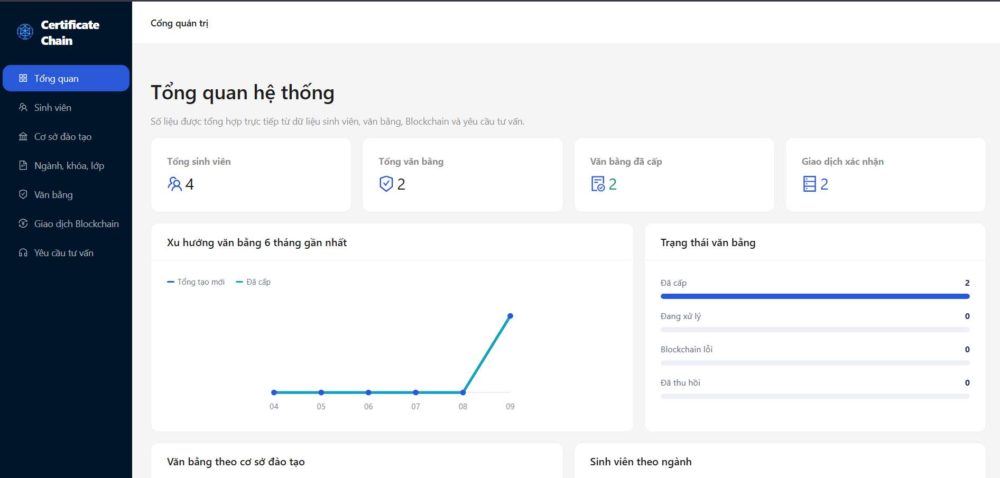 Certificate
Chain
Tổng quan
Sinh viên
Cơ sở đào tạo
Ngành, khóa, lớp
Văn bằng
Giao dịch Blockchain
Yêu cầu tư vấn
Cổng quản trị
Tổng quan hệ thống
Số liệu được tổng hợp trực tiếp từ dữ liệu sinh viên, văn bằng, Blockchain và yêu cầu tư vấn.
Tổng sinh viên
4
Tổng văn bằng
2
Văn bằng đã cấp
2
Giao dịch xác nhận
2
Xu hướng văn bằng 6 tháng gần nhất
Tổng tạo mới Đã cấp
04 05 06 07 08 09
Trạng thái văn bằng
Đã cấp 2
Đang xử lý 0
Blockchain lỗi 0
Đã thu hồi 0
Văn bằng theo cơ sở đào tạo
Sinh viên theo ngành